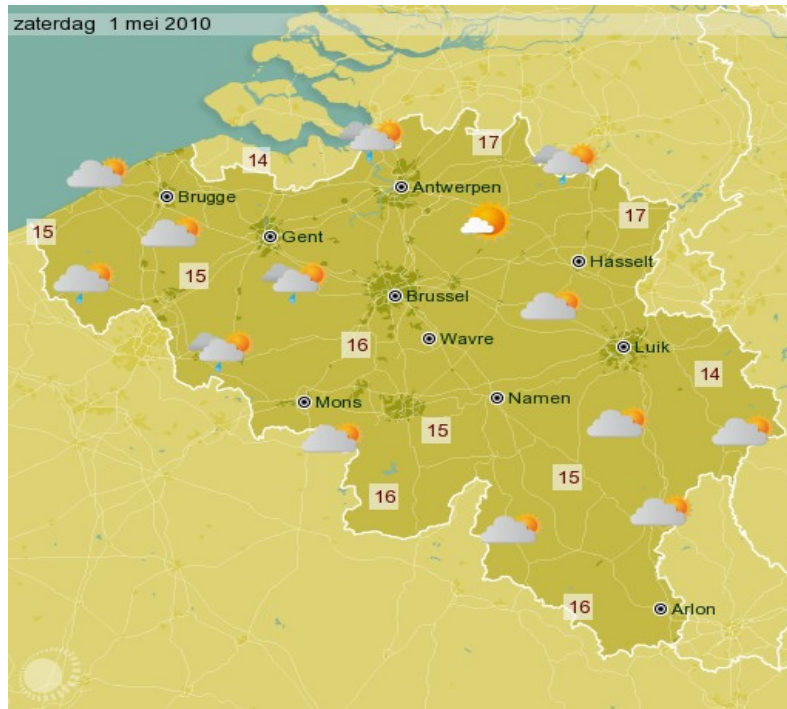 zaterdag 1 mei 2010
17
14
Antwerpen
Brugge
17
15
Gent
Hasselt
15
Brussel
16
Wavre
Luik
14
Mons
Namen
15
15
16
16
Arlon